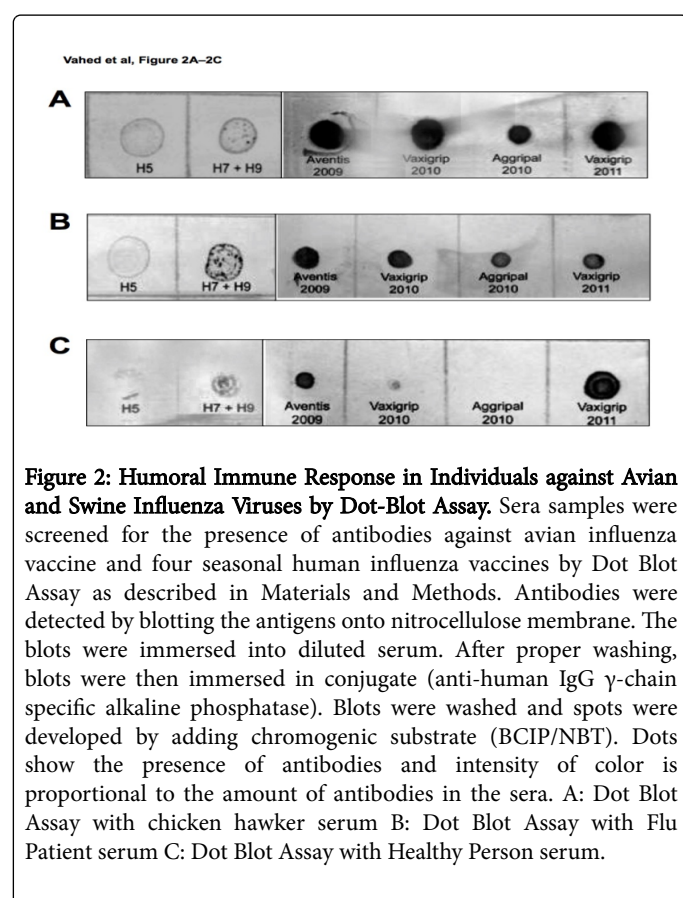 Vahed et al, Figure 2A–2C
A
H5 H7 + H9 Aventis 2009 Vaxigrip 2010 Aggripal 2010 Vaxigrip 2011
B
H5 H7 + H9 Aventis 2009 Vaxigrip 2010 Aggripal 2010 Vaxigrip 2011
C
H5 H7 + H9 Aventis 2009 Vaxigrip 2010 Aggripal 2010 Vaxigrip 2011
Figure 2: Humoral Immune Response in Individuals against Avian
and Swine Influenza Viruses by Dot-Blot Assay. Sera samples were
screened for the presence of antibodies against avian influenza
vaccine and four seasonal human influenza vaccines by Dot Blot
Assay as described in Materials and Methods. Antibodies were
detected by blotting the antigens onto nitrocellulose membrane. The
blots were immersed into diluted serum. After proper washing,
blots were then immersed in conjugate (anti-human IgG γ-chain
specific alkaline phosphatase). Blots were washed and spots were
developed by adding chromogenic substrate (BCIP/NBT). Dots
show the presence of antibodies and intensity of color is
proportional to the amount of antibodies in the sera. A: Dot Blot
Assay with chicken hawker serum B: Dot Blot Assay with Flu
Patient serum C: Dot Blot Assay with Healthy Person serum.